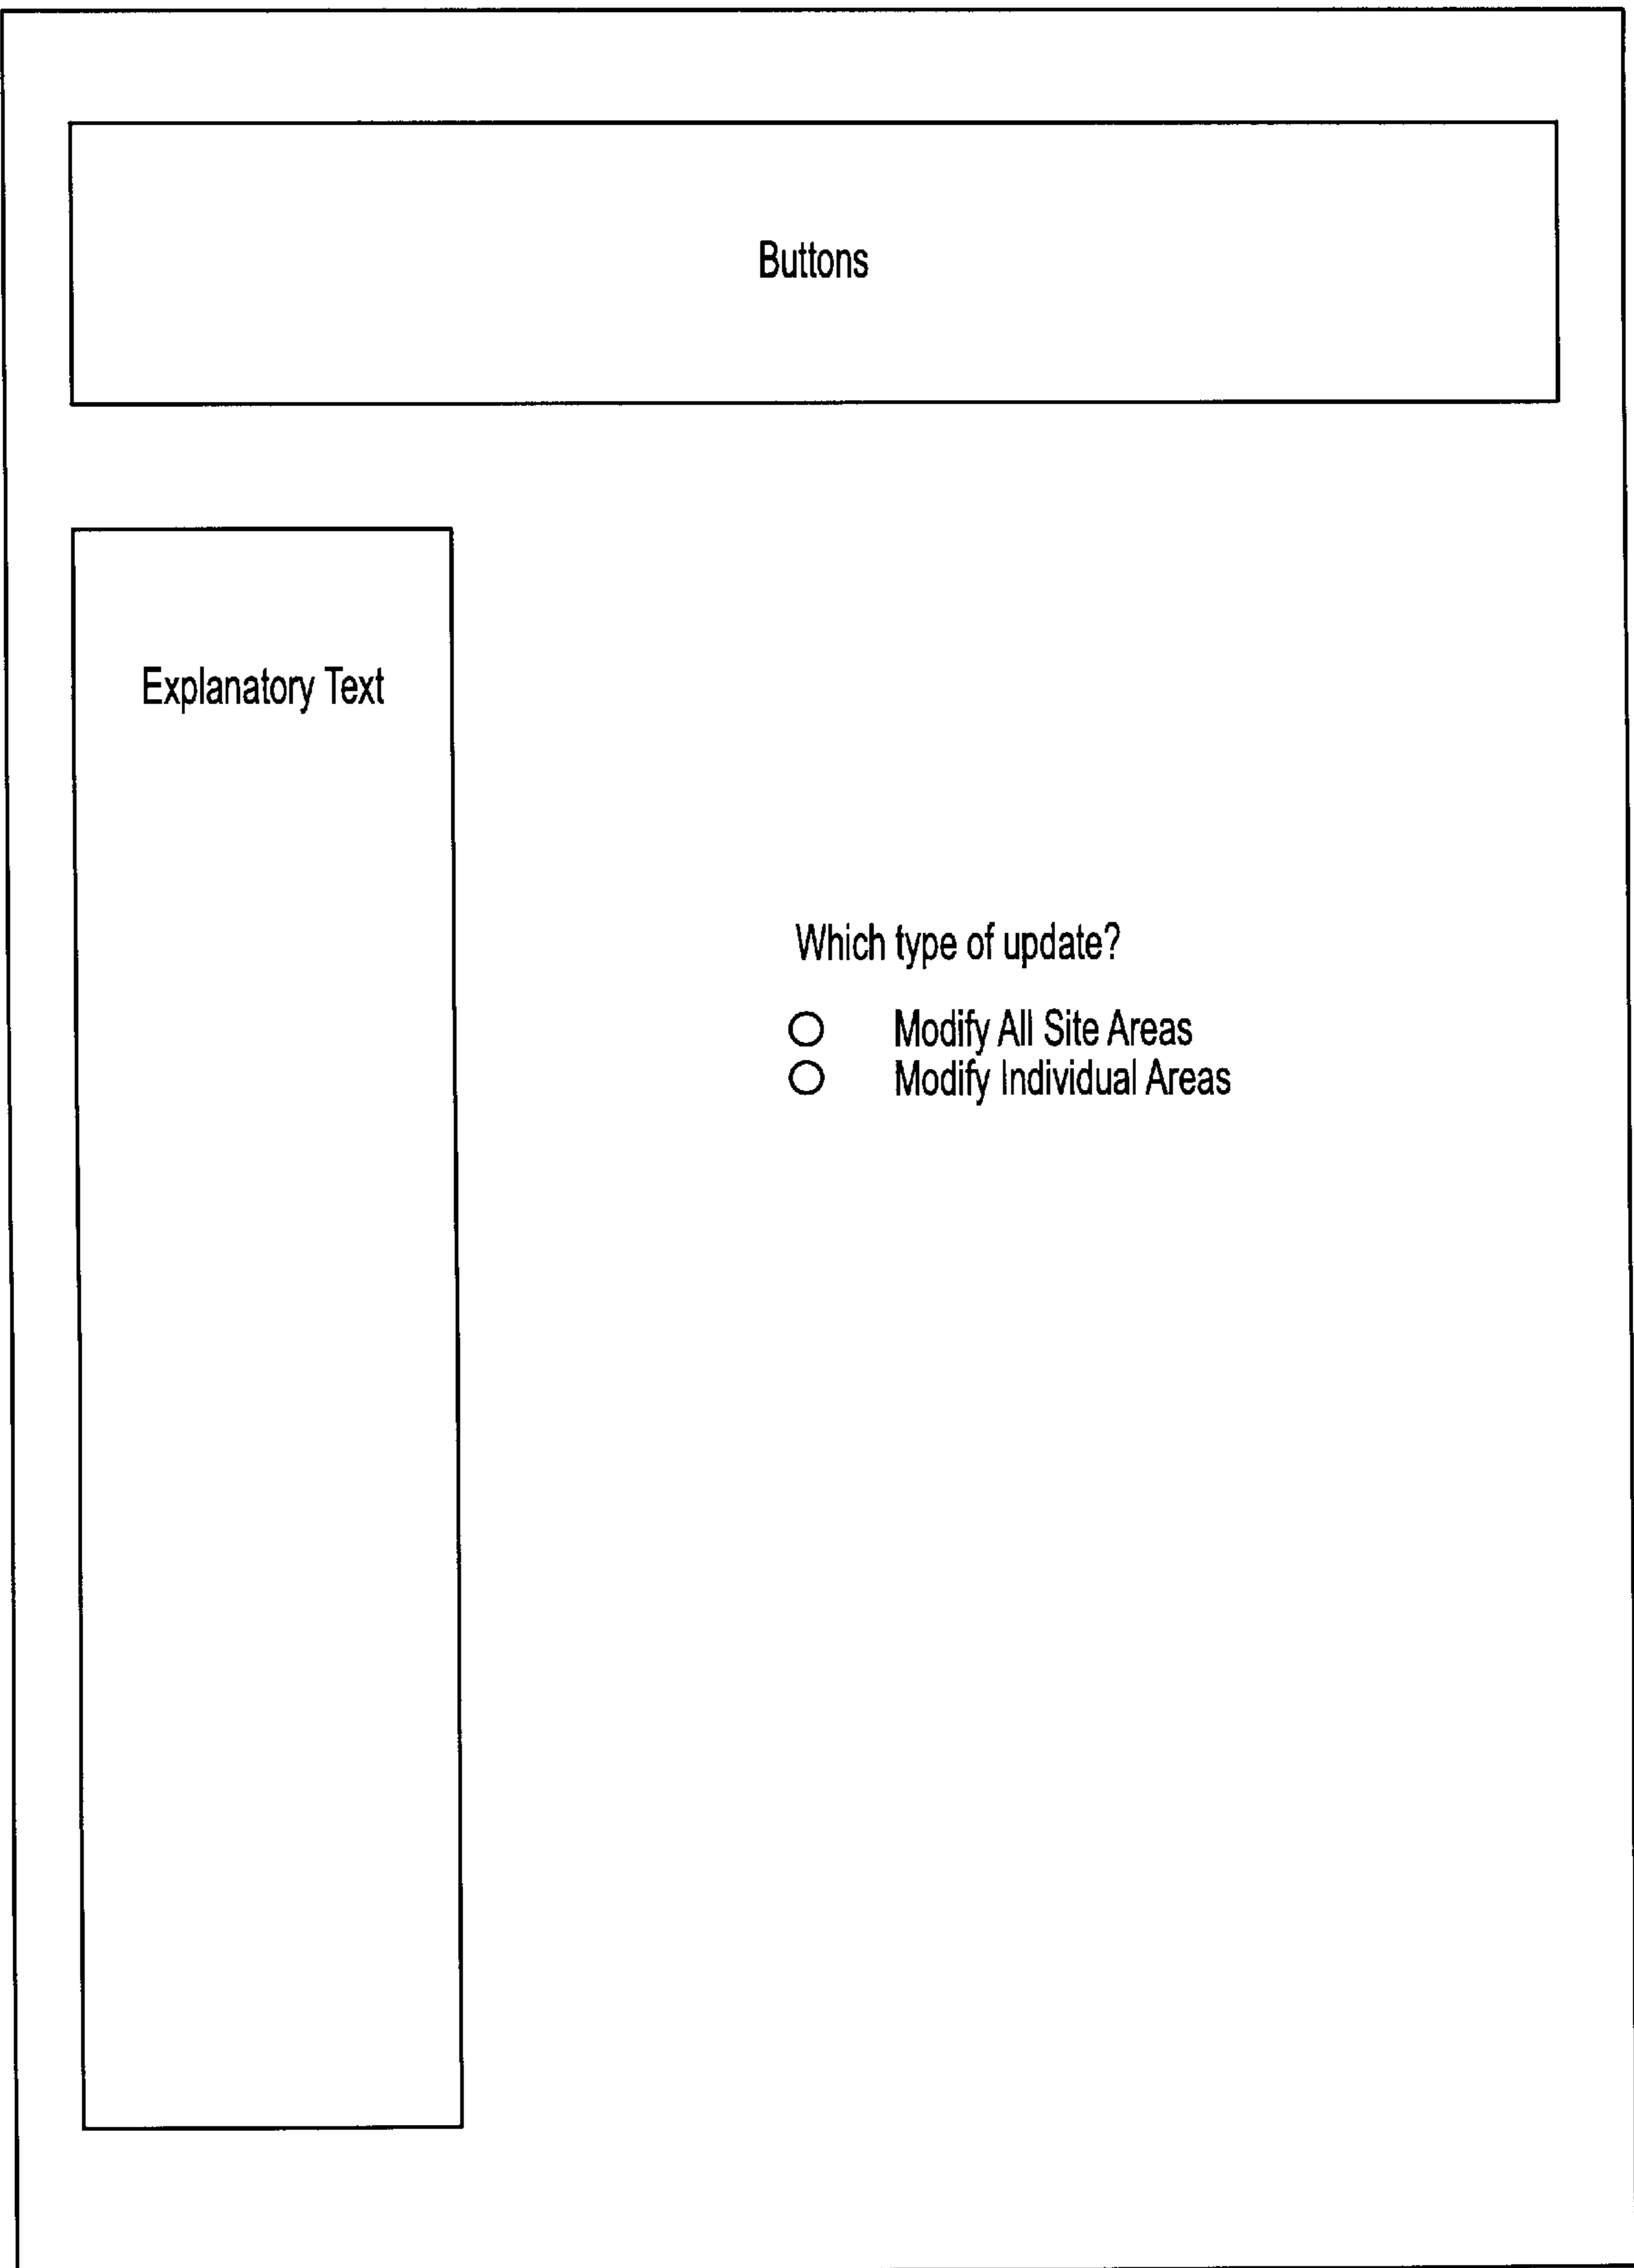 Buttons
Explanatory Text
Which type of update?
Modify All Site Areas
Modify Individual Areas